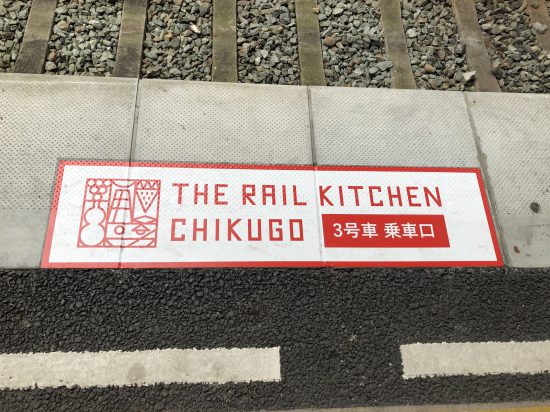 THE RAIL KITCHEN
CHIKUGO 3号車 乗車口